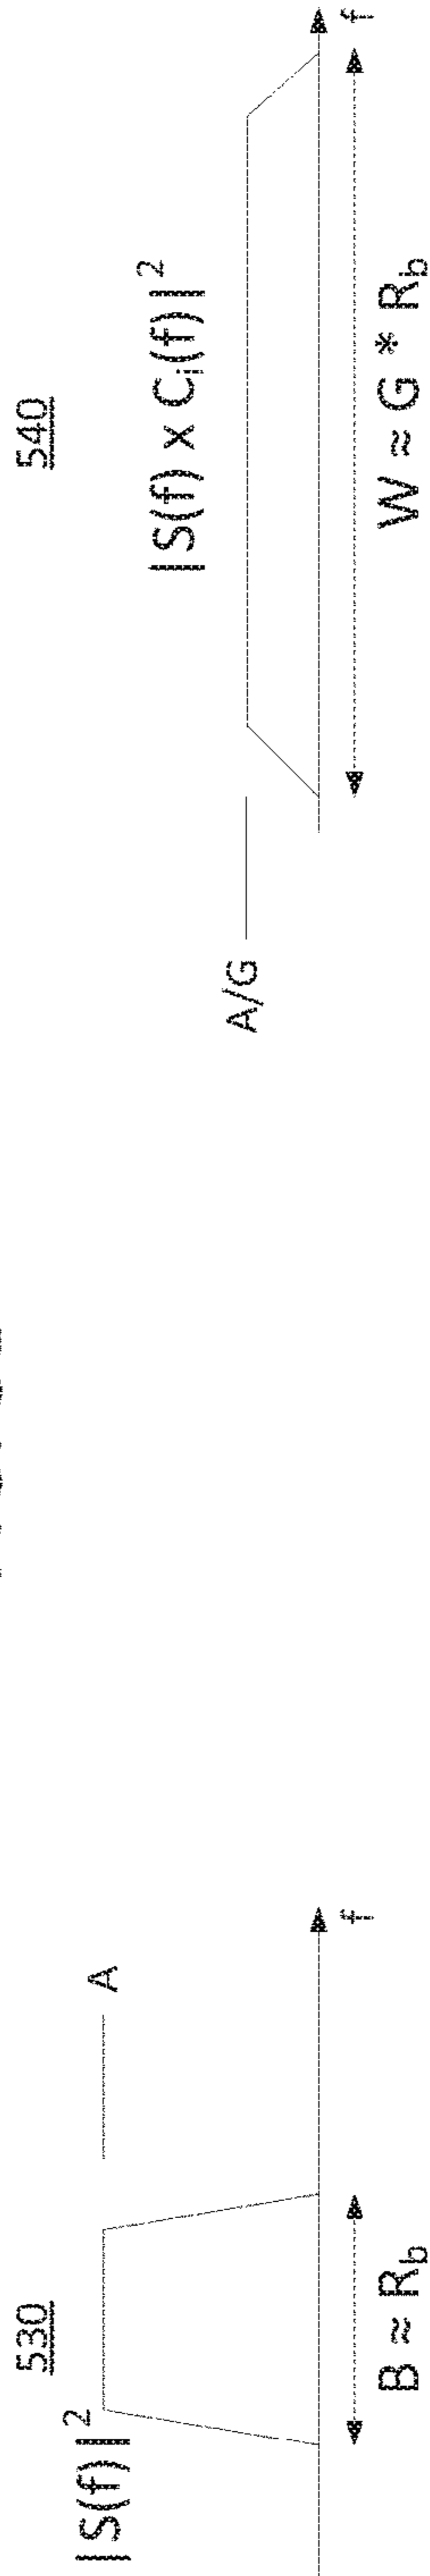 530
|S(f)|²
A
f
B ≈ R_b
540
|S(f) x C_i(f)|²
A/G
f
W ≈ G * R_b